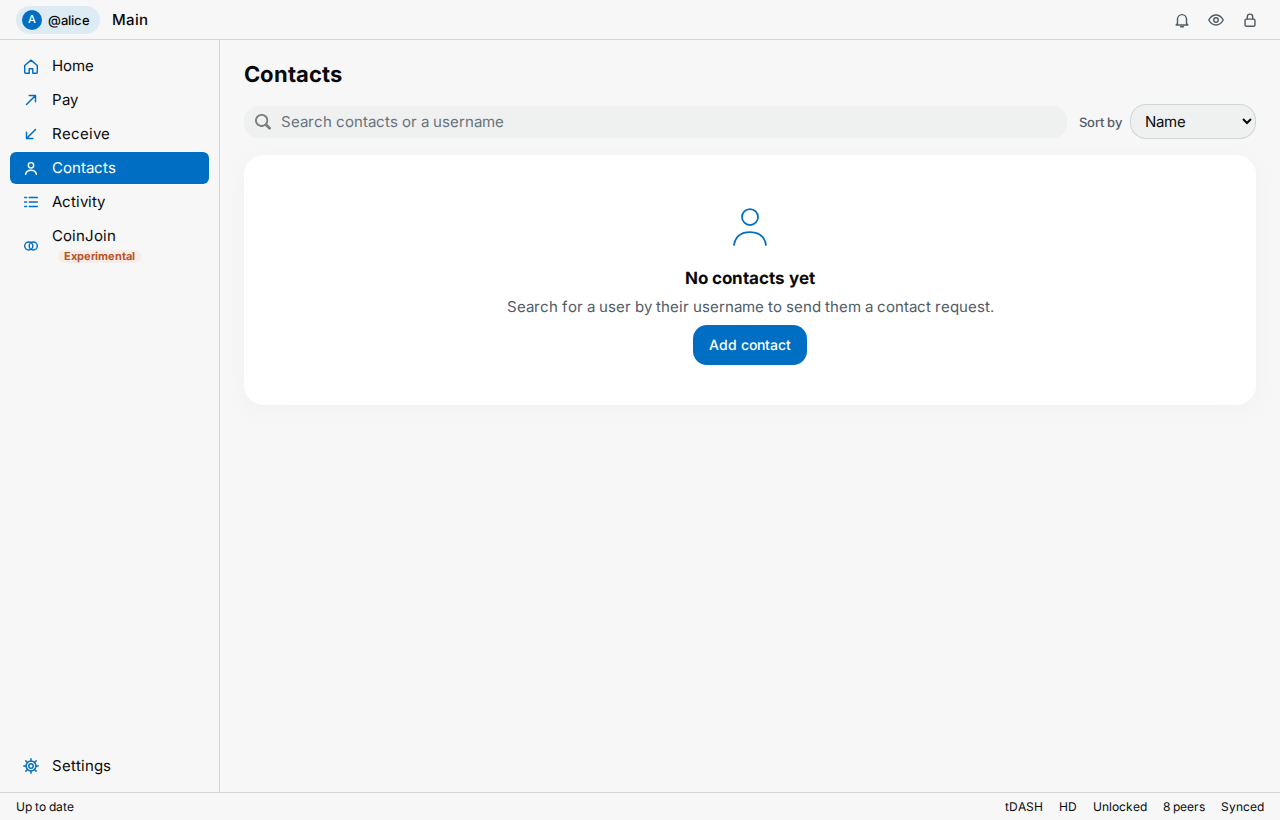 A @alice Main
Home
Pay
Receive
Contacts
Activity
CoinJoin
Experimental
Settings
Contacts
Search contacts or a username
Sort by Name
No contacts yet
Search for a user by their username to send them a contact request.
Add contact
Up to date tDASH HD Unlocked 8 peers Synced